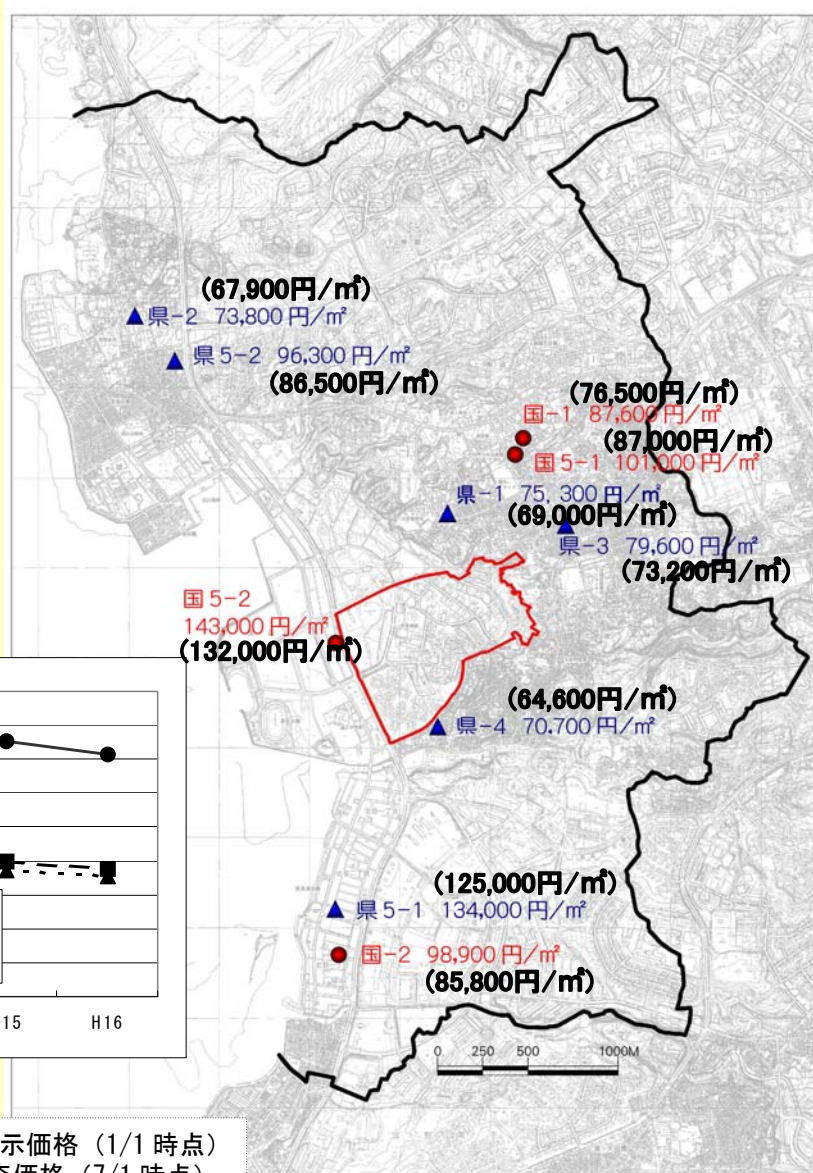 (67,900円/㎡)
県-2 73,800円/㎡
県5-2 96,300円/㎡
(86,500円/㎡)
(76,500円/㎡)
国-1 87,600円/㎡
(87,000円/㎡)
国5-1 101,000円/㎡
県-1 75,300円/㎡
(69,000円/㎡)
県-3 79,600円/㎡
(73,200円/㎡)
国5-2
143,000円/㎡
(132,000円/㎡)
(64,600円/㎡)
県-4 70.700円/㎡
(125,000円/㎡)
県5-1 134,000円/㎡
国-2 98,900円/㎡
(85,800円/㎡)
15 H16
0 250 500 1000M
示価格（1/1時点）
価格（7/1時点）